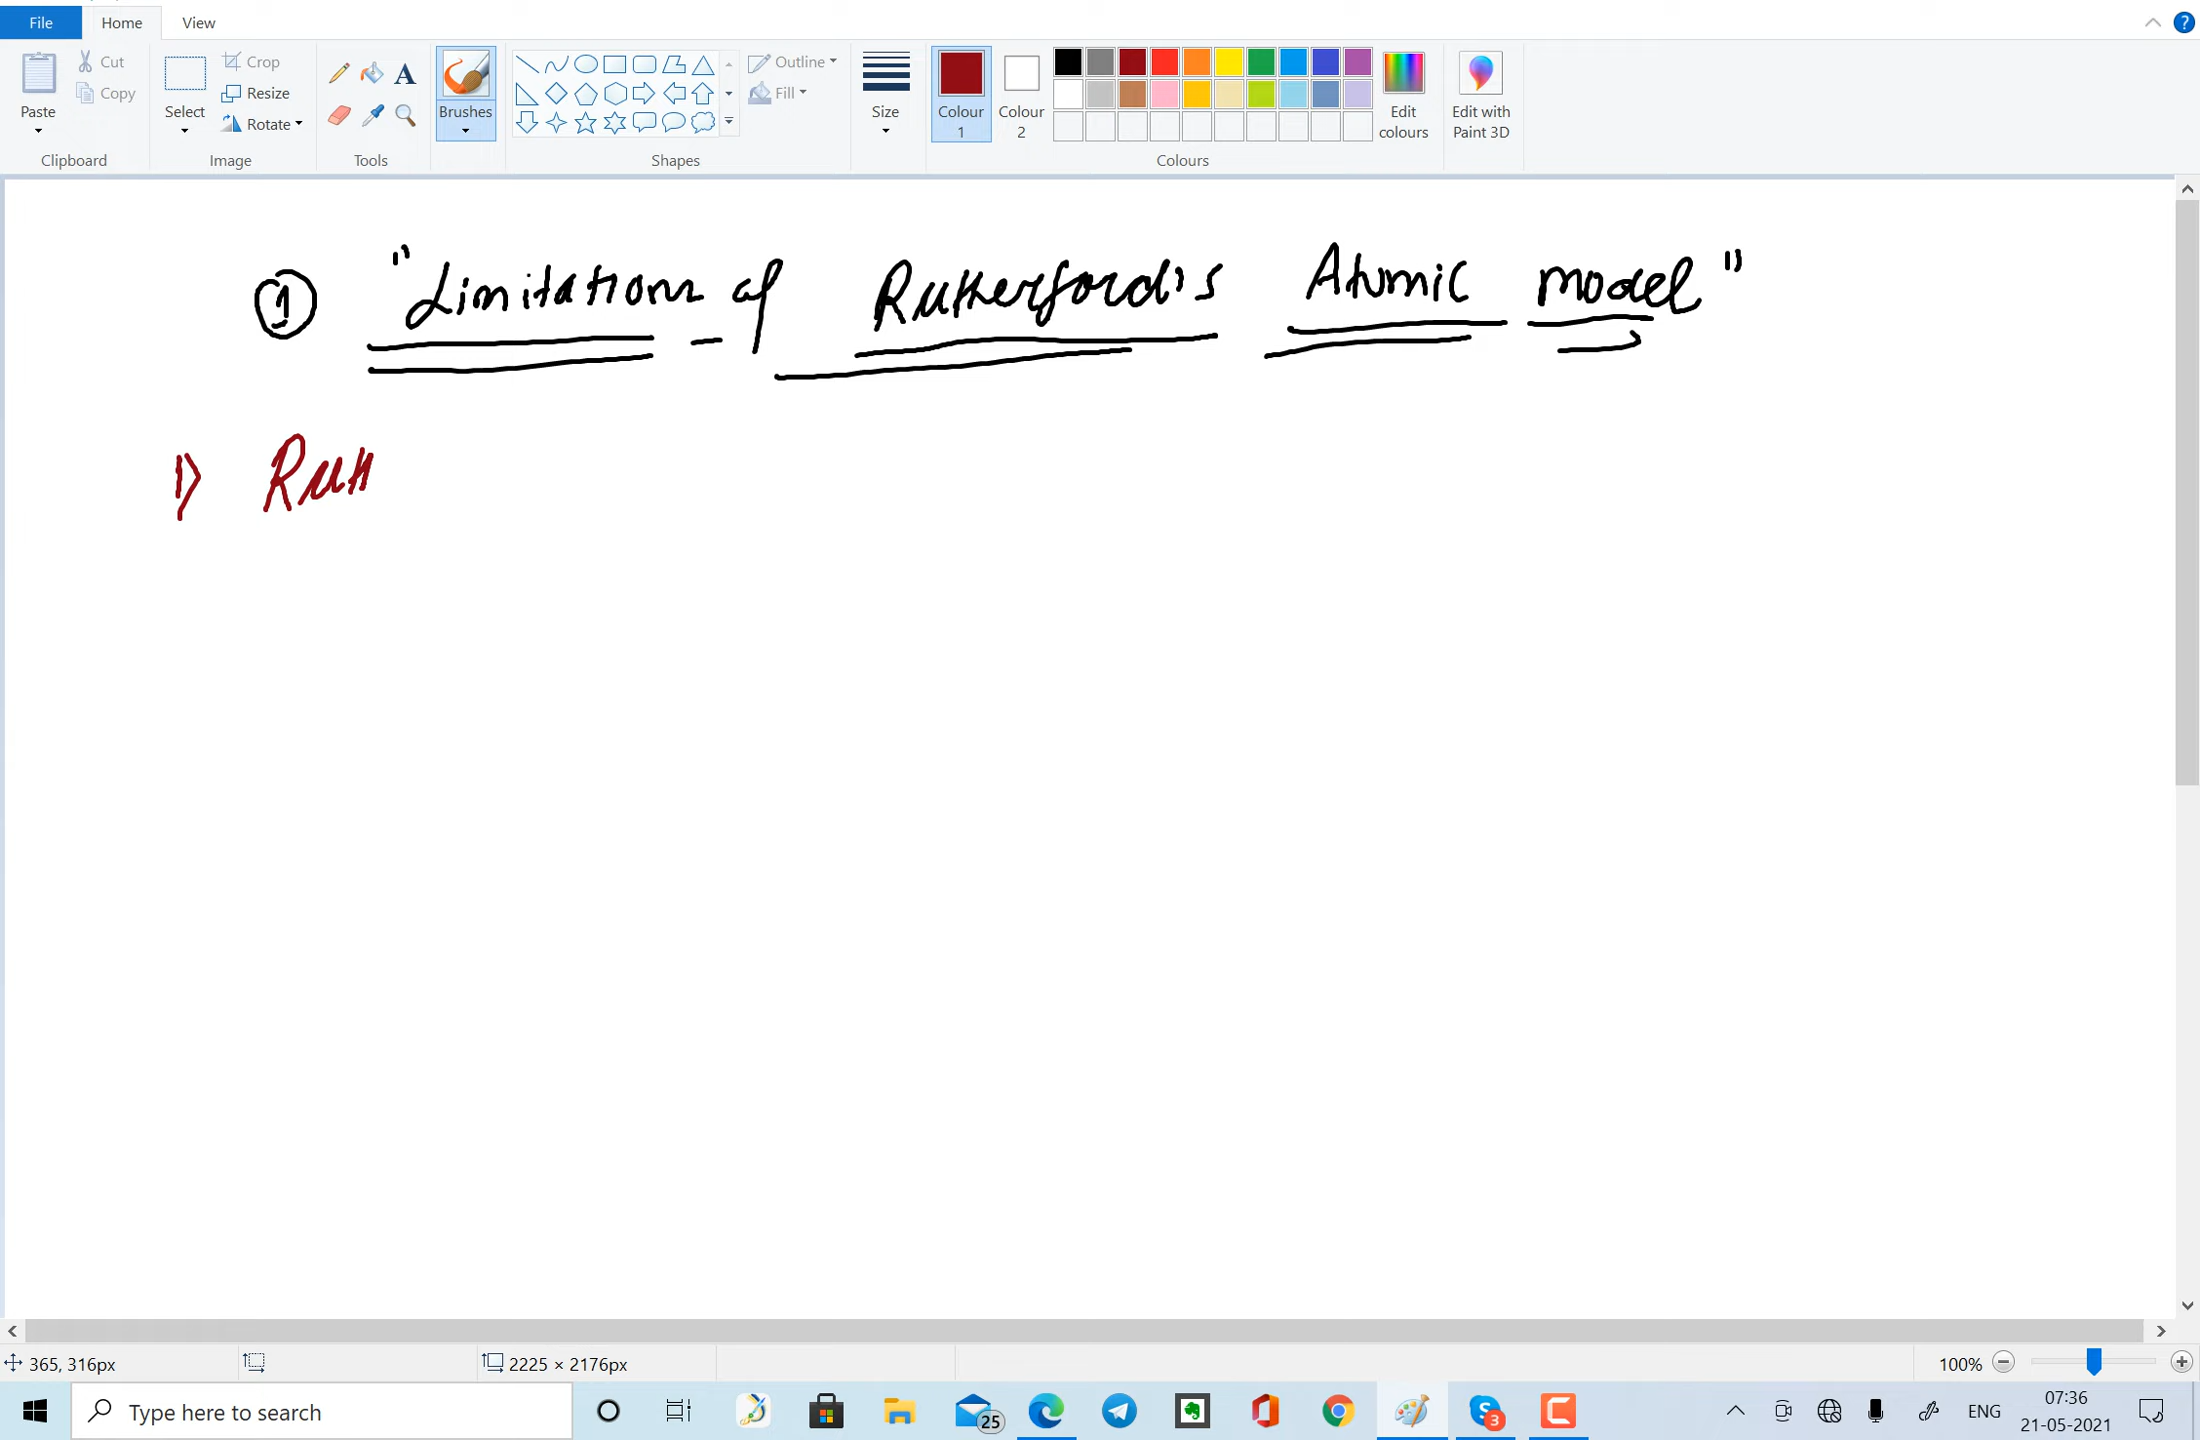 File Home View
Paste Cut Copy Select Crop Resize Rotate Brushes Outline Fill Size Colour 1 Colour 2 Edit colours Edit with Paint 3D
Clipboard Image Tools Shapes Colours
① "Limitations of Rutherford's Atomic model"
1) Ruth
365, 316px 2225 × 2176px 100%
Type here to search 25 3 ENG 07:36
21-05-2021